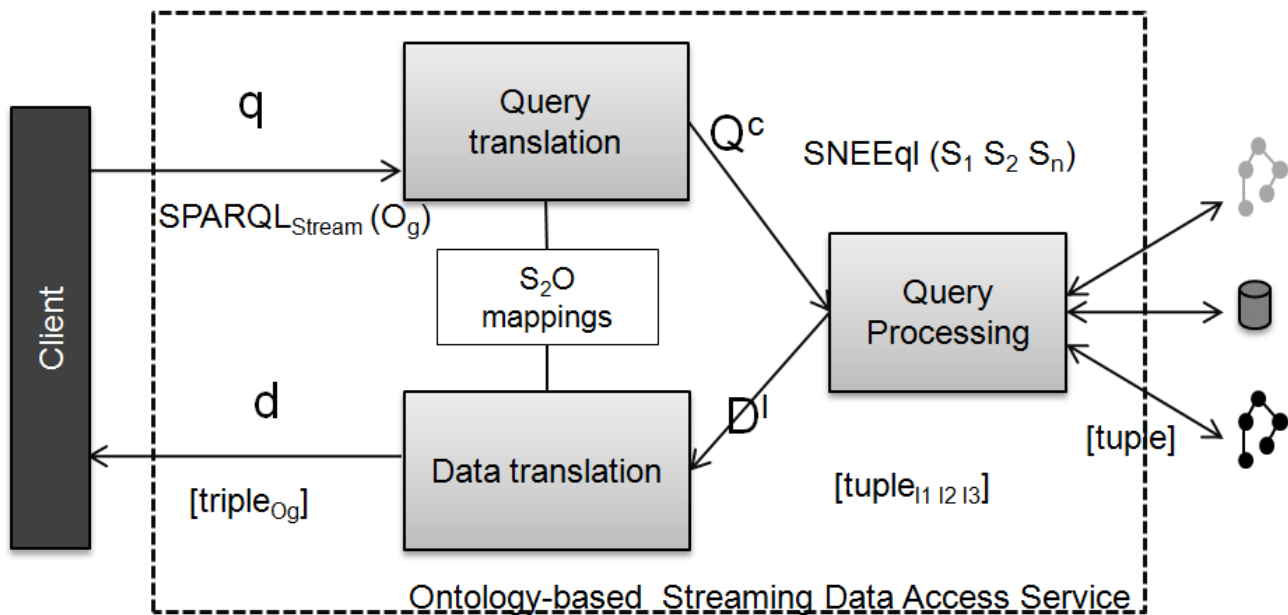 Client
q
SPARQLStream (Og)
Query
translation
Qc
SNEEql (S1 S2 Sn)
S2O
mappings
Query
Processing
d
[tripleOg]
Data translation
Dl
[tuplel1 l2 l3]
[tuple]
Ontology-based Streaming Data Access Service